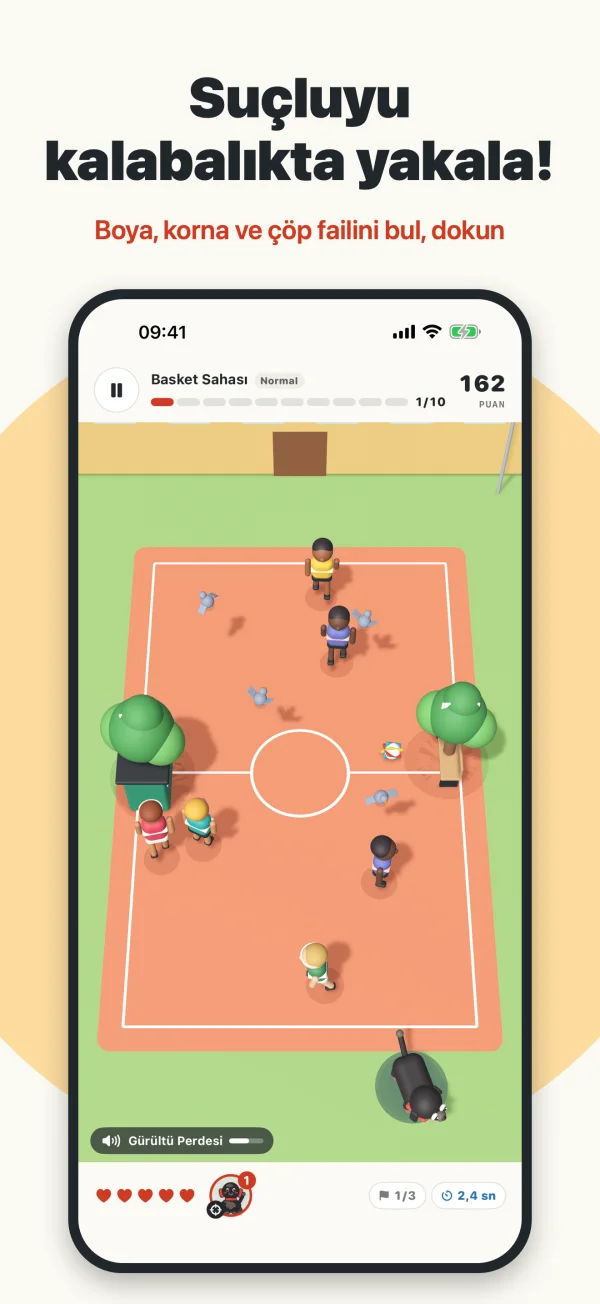 Suçluyu
kalabalıkta yakala!
Boya, korna ve çöp failini bul, dokun
09:41
Basket Sahası Normal
1/10
162
PUAN
Gürültü Perdesi
1
1/3
2,4 sn